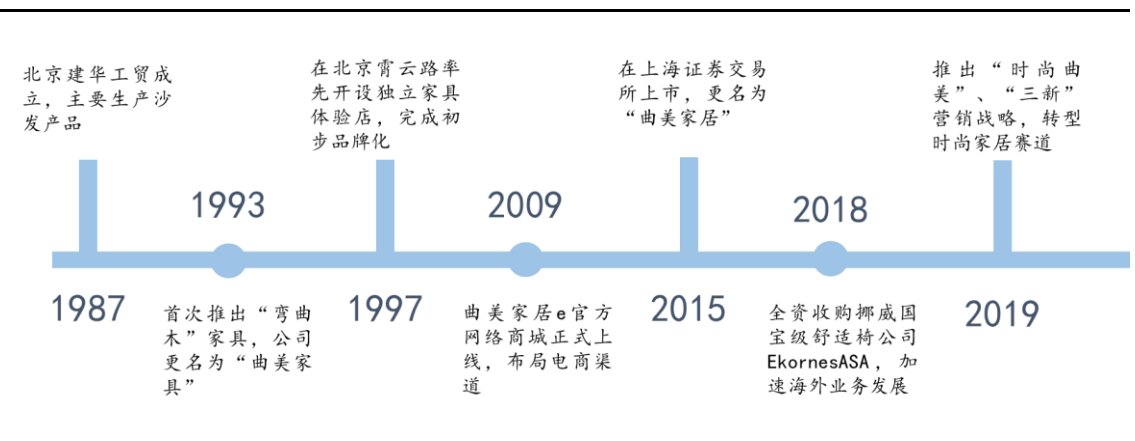 北京建华工贸成
立，主要生产沙
发产品
1987
1993
首次推出“弯曲
木”家具，公司
更名为“曲美家
具”
在北京霄云路率
先开设独立家具
体验店，完成初
步品牌化
1997
2009
曲美家居e官方
网络商城正式上
线，布局电商渠
道
在上海证券交易
所上市，更名为
“曲美家居”
2015
2018
全资收购挪威国
宝级舒适椅公司
EkornesASA，加
速海外业务发展
推出“时尚曲
美”、“三新”
营销战略，转型
时尚家居赛道
2019